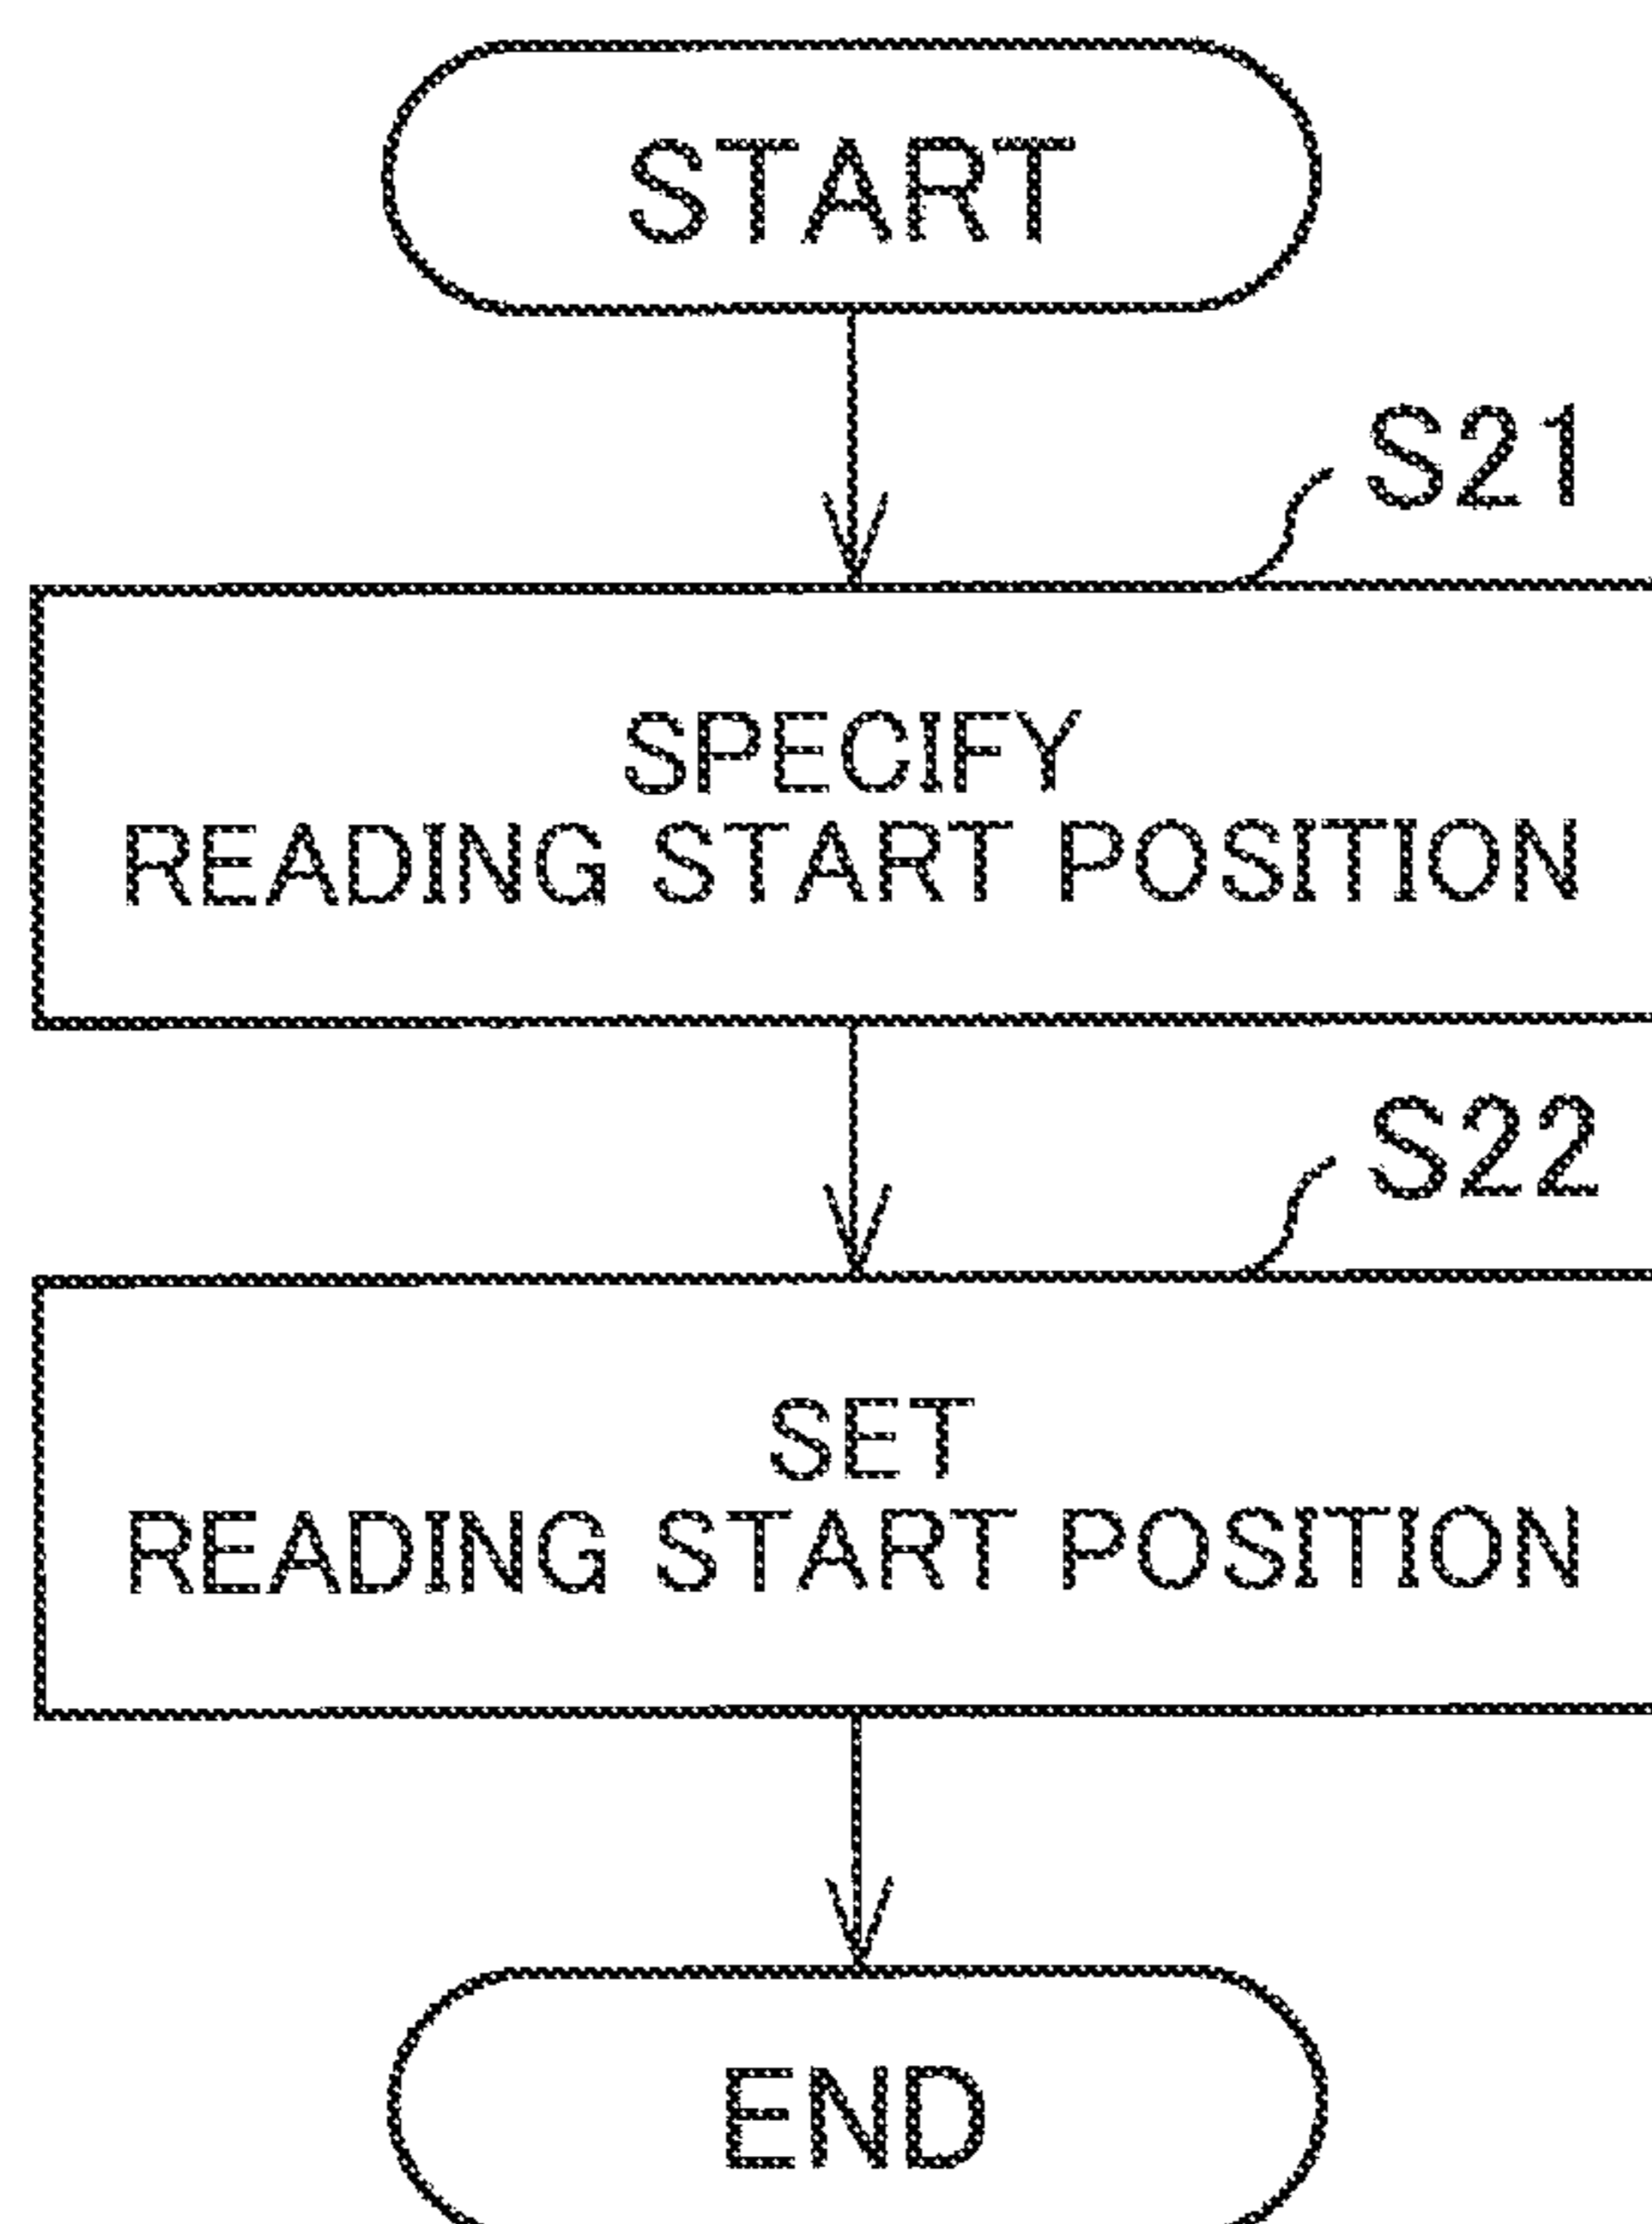 START
S21
SPECIFY
READING START POSITION
S22
SET
READING START POSITION
END